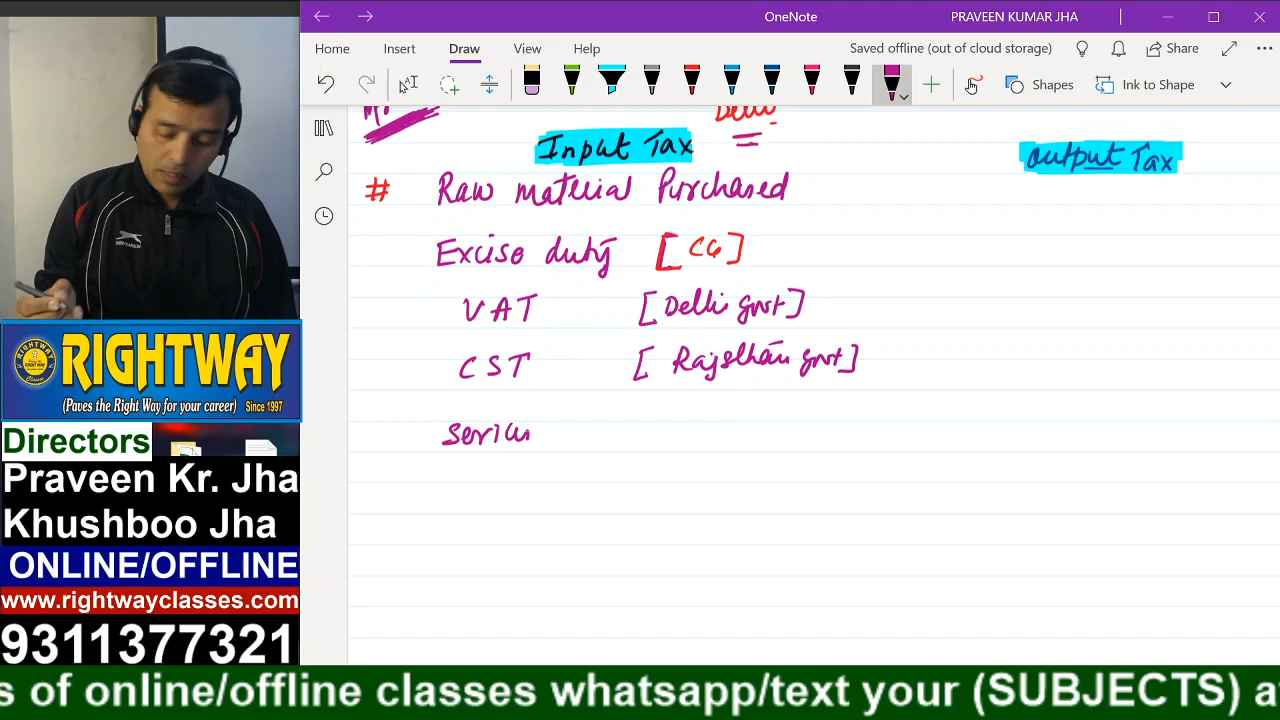 OneNote
PRAVEEN KUMAR JHA
Home Insert Draw View Help
Saved offline (out of cloud storage)
Share
Shapes
Ink to Shape
Input Tax
Output Tax
# Raw material Purchased
Excise duty [CG]
VAT [Delhi govt]
CST [Rajsthan govt]
RIGHTWAY
(Paves the Right Way for your career) Since 1997
Directors
Praveen Kr. Jha
Khushboo Jha
ONLINE/OFFLINE
www.rightwayclasses.com
9311377321
s of online/offline classes whatsapp/text your (SUBJECTS) a